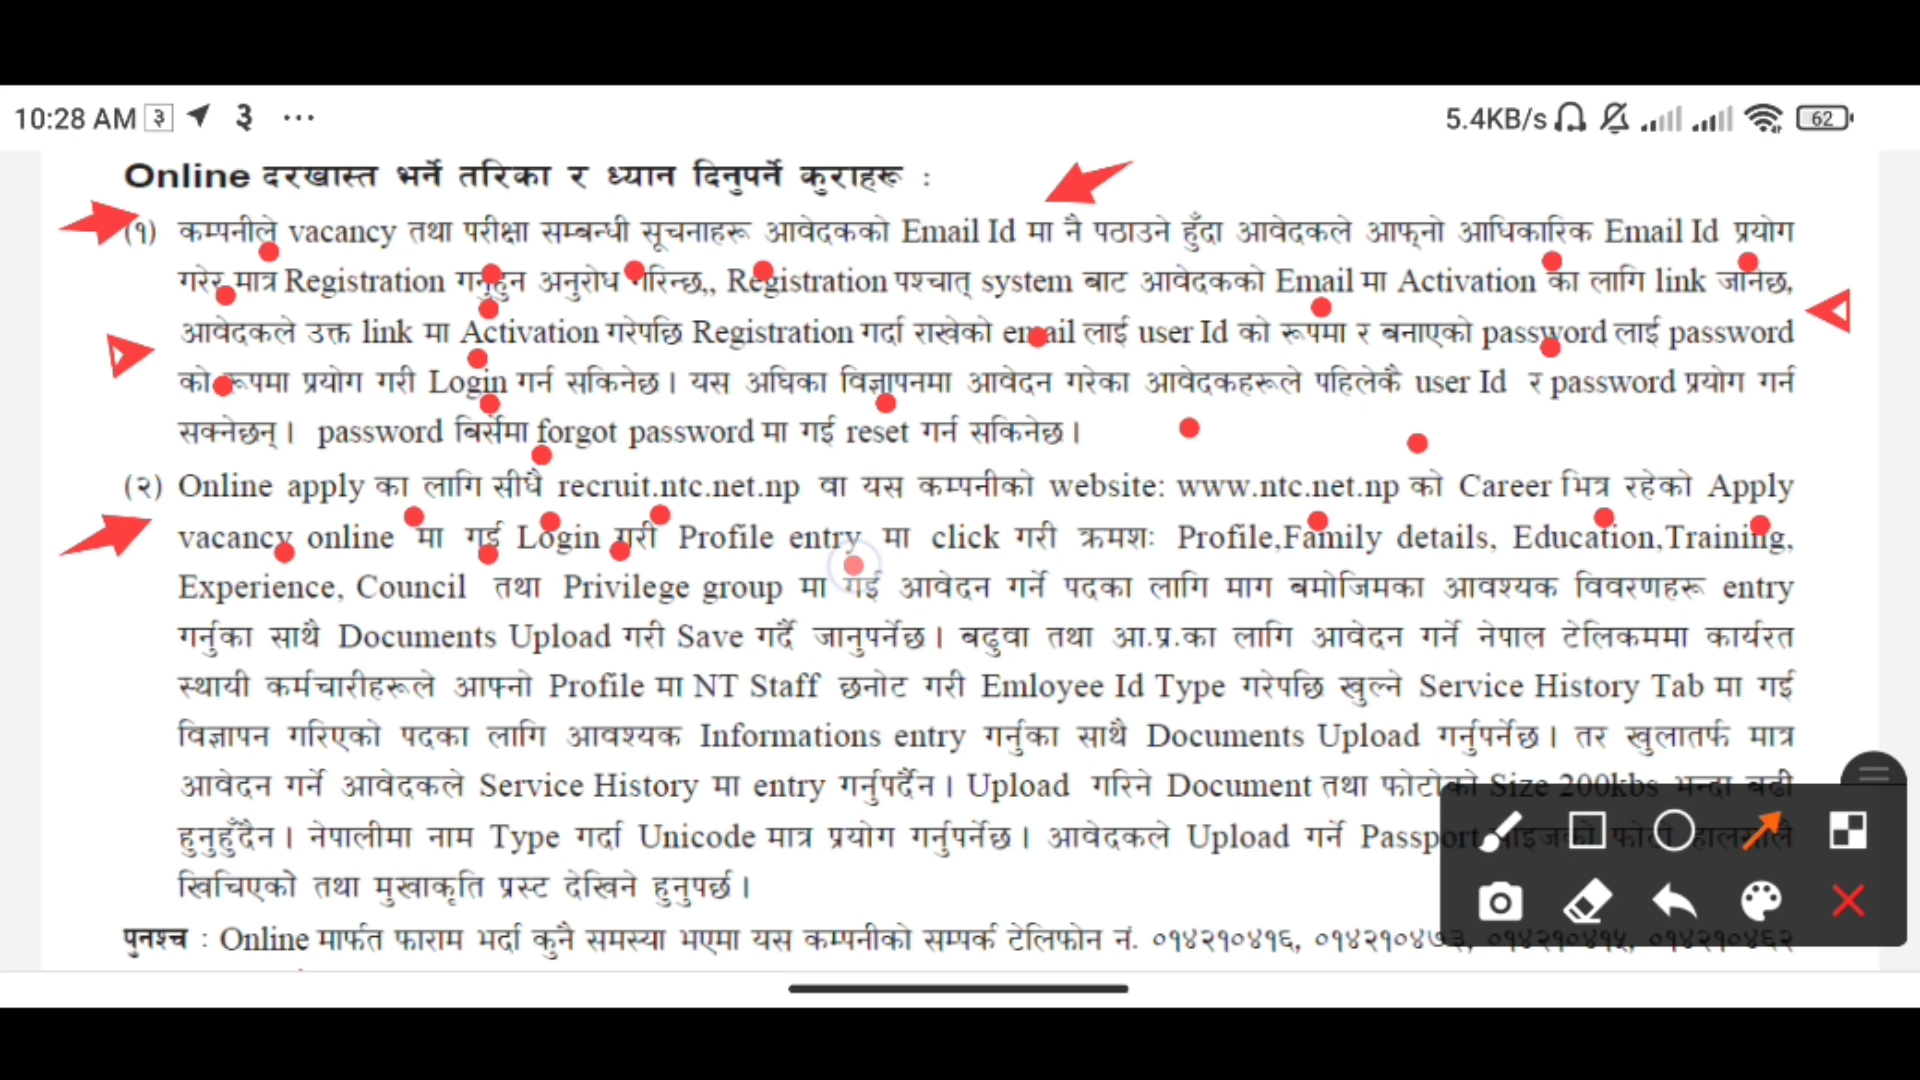 10:28 AM ३ ३ ...
5.4KB/s 62
Online दरखास्त भर्ने तरिका र ध्यान दिनुपर्ने कुराहरू :
(१) कम्पनीले vacancy तथा परीक्षा सम्बन्धी सूचनाहरू आवेदकको Email Id मा नै पठाउने हुँदा आवेदकले आफ्नो आधिकारिक Email Id प्रयोग
गरेर मात्र Registration गर्नुहुन अनुरोध गरिन्छ,, Registration पश्चात् system बाट आवेदकको Email मा Activation का लागि link जानेछ,
आवेदकले उक्त link मा Activation गरेपछि Registration गर्दा राखेको email लाई user Id को रूपमा र बनाएको password लाई password
को रूपमा प्रयोग गरी Login गर्न सकिनेछ। यस अघिका विज्ञापनमा आवेदन गरेका आवेदकहरूले पहिलेकै user Id र password प्रयोग गर्न
सक्नेछन्। password बिर्सेमा forgot password मा गई reset गर्न सकिनेछ।
(२) Online apply का लागि सीधै recruit.ntc.net.np वा यस कम्पनीको website: www.ntc.net.np को Career भित्र रहेको Apply
vacancy online मा गई Login गरी Profile entry मा click गरी क्रमशः Profile,Family details, Education,Training,
Experience, Council तथा Privilege group मा गई आवेदन गर्ने पदका लागि माग बमोजिमका आवश्यक विवरणहरू entry
गर्नुका साथै Documents Upload गरी Save गर्दै जानुपर्नेछ। बढुवा तथा आ.प्र.का लागि आवेदन गर्ने नेपाल टेलिकममा कार्यरत
स्थायी कर्मचारीहरूले आफ्नो Profile मा NT Staff छनोट गरी Emloyee Id Type गरेपछि खुल्ने Service History Tab मा गई
विज्ञापन गरिएको पदका लागि आवश्यक Informations entry गर्नुका साथै Documents Upload गर्नुपर्नेछ। तर खुलातर्फ मात्र
आवेदन गर्ने आवेदकले Service History मा entry गर्नुपर्दैन। Upload गरिने Document तथा फोटोको Size 200kbs भन्दा बढी
हुनुहुँदैन। नेपालीमा नाम Type गर्दा Unicode मात्र प्रयोग गर्नुपर्नेछ। आवेदकले Upload गर्ने Passport साइजको फोटो हालसालै
खिचिएको तथा मुखाकृति प्रस्ट देखिने हुनुपर्छ।
पुनश्च : Online मार्फत फाराम भर्दा कुनै समस्या भएमा यस कम्पनीको सम्पर्क टेलिफोन नं. ०१४२१०४१६, ०१४२१०४७३, ०१४२१०४१५, ०१४२१०४६२